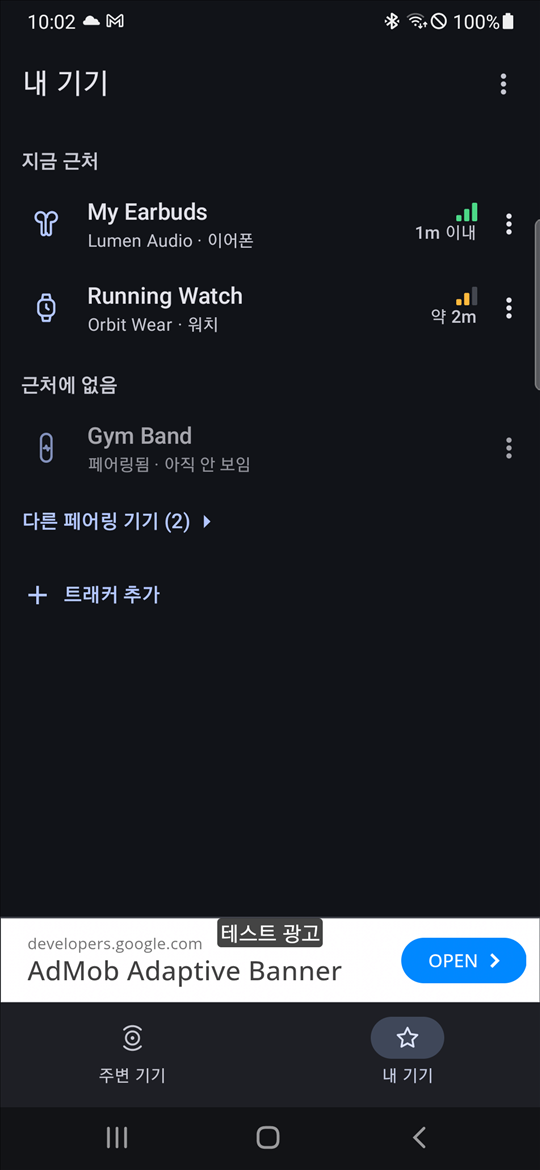 10:02
100%
내 기기
지금 근처
My Earbuds
Lumen Audio · 이어폰
1m 이내
Running Watch
Orbit Wear · 워치
약 2m
근처에 없음
Gym Band
페어링됨 · 아직 안 보임
다른 페어링 기기 (2)
트래커 추가
테스트 광고
developers.google.com
AdMob Adaptive Banner
OPEN
주변 기기
내 기기